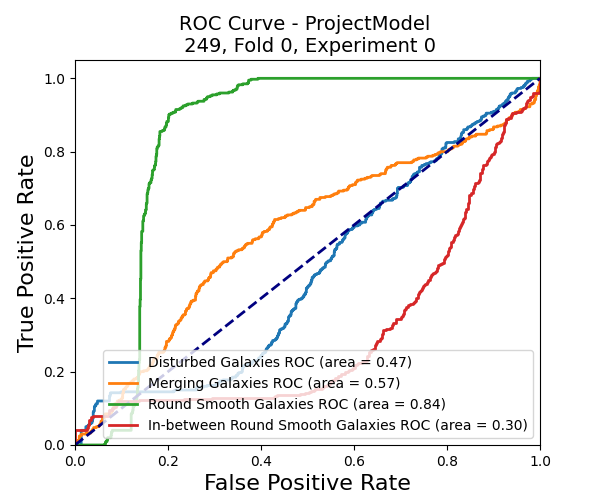 ROC Curve - ProjectModel
249, Fold 0, Experiment 0
True Positive Rate
1.0
0.8
0.6
0.4
0.2
0.0
Disturbed Galaxies ROC (area = 0.47)
Merging Galaxies ROC (area = 0.57)
Round Smooth Galaxies ROC (area = 0.84)
In-between Round Smooth Galaxies ROC (area = 0.30)
0.0 0.2 0.4 0.6 0.8 1.0
False Positive Rate